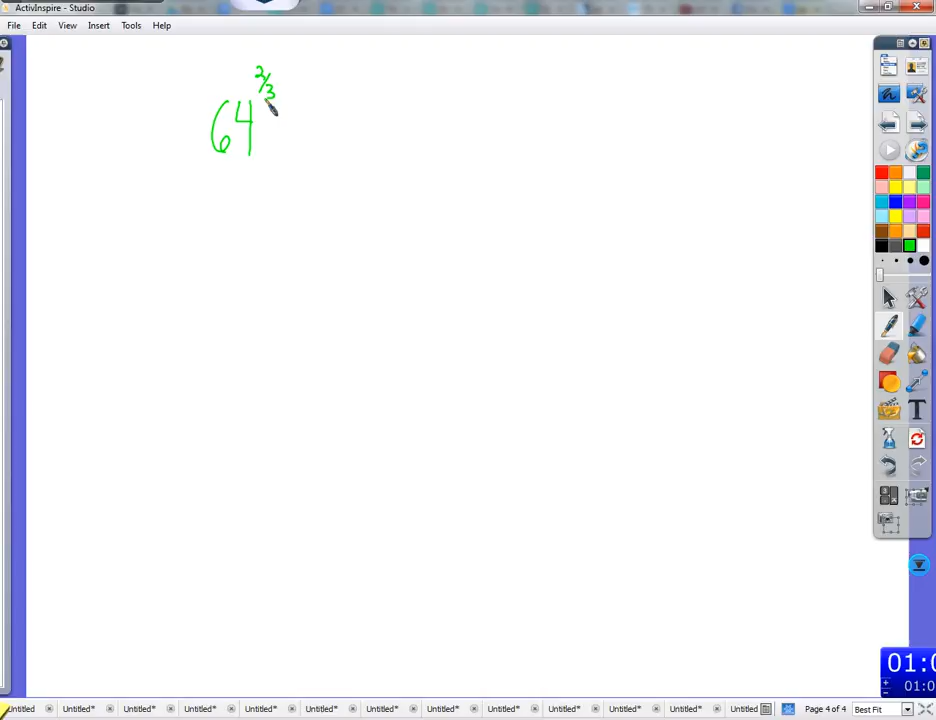 ActivInspire - Studio
File Edit View Insert Tools Help
64^2/3
01:0
01:0
Untitled Untitled* Untitled* Untitled* Untitled* Untitled* Untitled* Untitled* Untitled* Untitled* Untitled* Untitled* Untitled Page 4 of 4 Best Fit